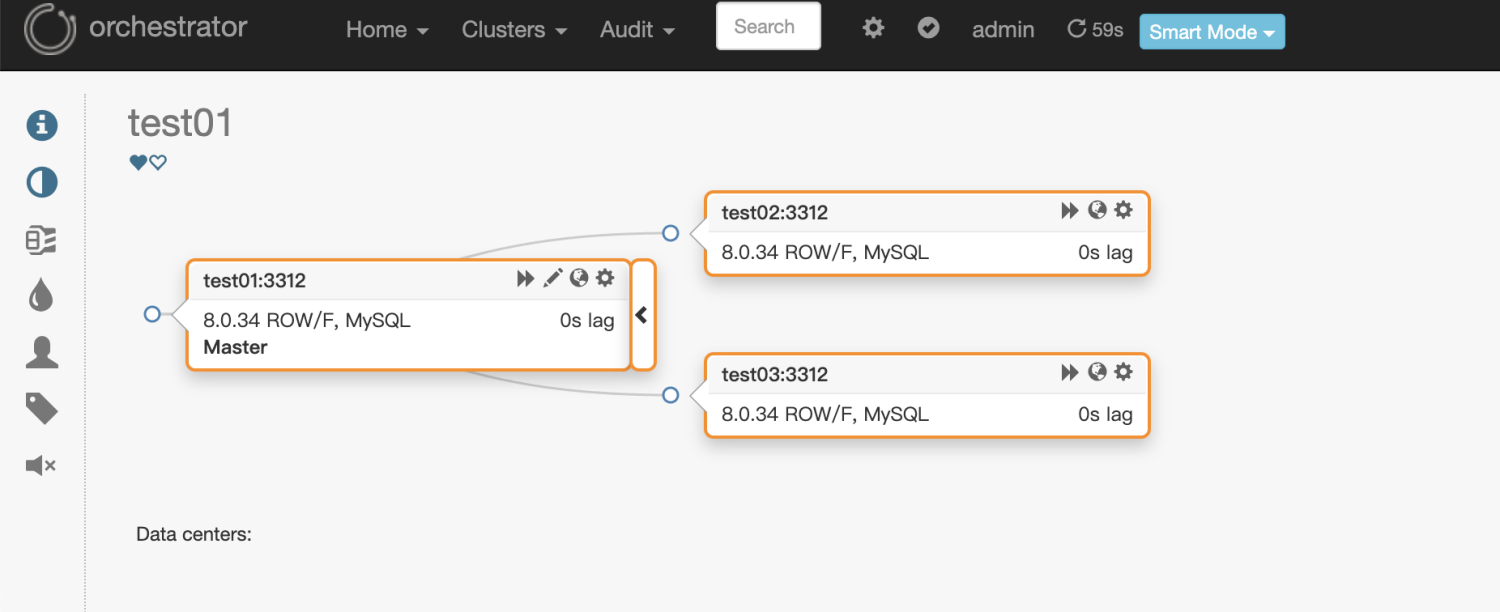 orchestrator Home Clusters Audit Search admin 59s Smart Mode
test01
test02:3312
8.0.34 ROW/F, MySQL 0s lag
test01:3312
8.0.34 ROW/F, MySQL 0s lag
Master
test03:3312
8.0.34 ROW/F, MySQL 0s lag
Data centers: